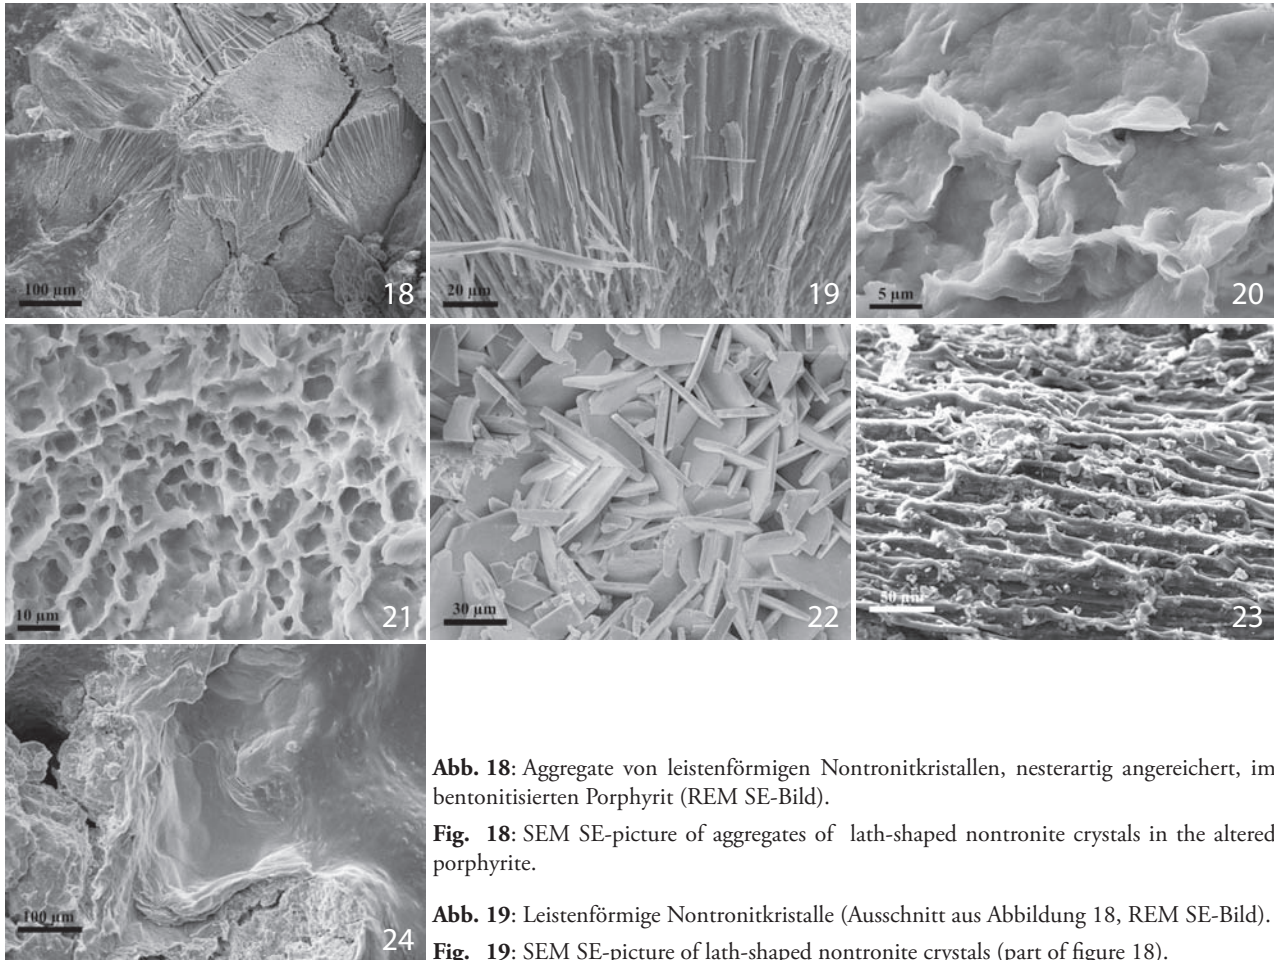 100 µm
18
20 µm
19
5 µm
20
10 µm
21
30 µm
22
50 µm
23
100 µm
24
Abb. 18: Aggregate von leistenförmigen Nontronitkristallen, nesterartig angereichert, im
bentonitisierten Porphyrit (REM SE-Bild).
Fig. 18: SEM SE-picture of aggregates of lath-shaped nontronite crystals in the altered
porphyrite.
Abb. 19: Leistenförmige Nontronitkristalle (Ausschnitt aus Abbildung 18, REM SE-Bild).
Fig. 19: SEM SE-picture of lath-shaped nontronite crystals (part of figure 18).